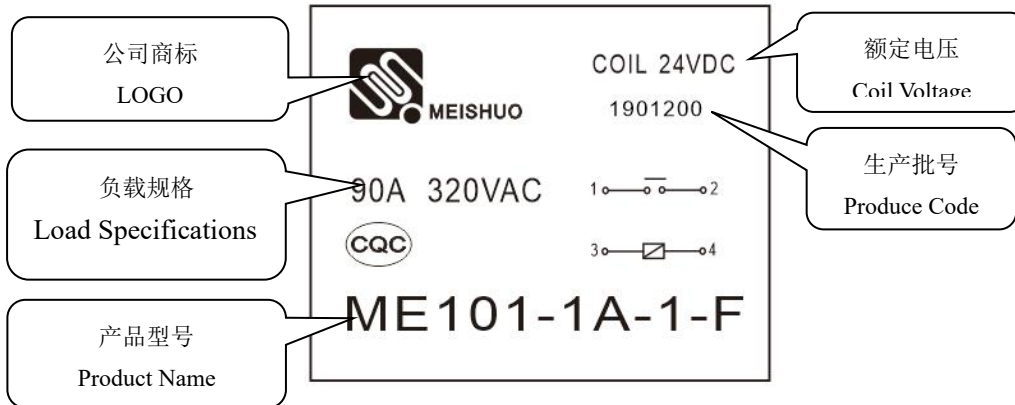 公司商标
LOGO
MEISHUO
COIL 24VDC
1901200
额定电压
Coil Voltage
生产批号
Produce Code
负载规格
Load Specifications
90A 320VAC
1 2
CQC
3 4
ME101-1A-1-F
产品型号
Product Name